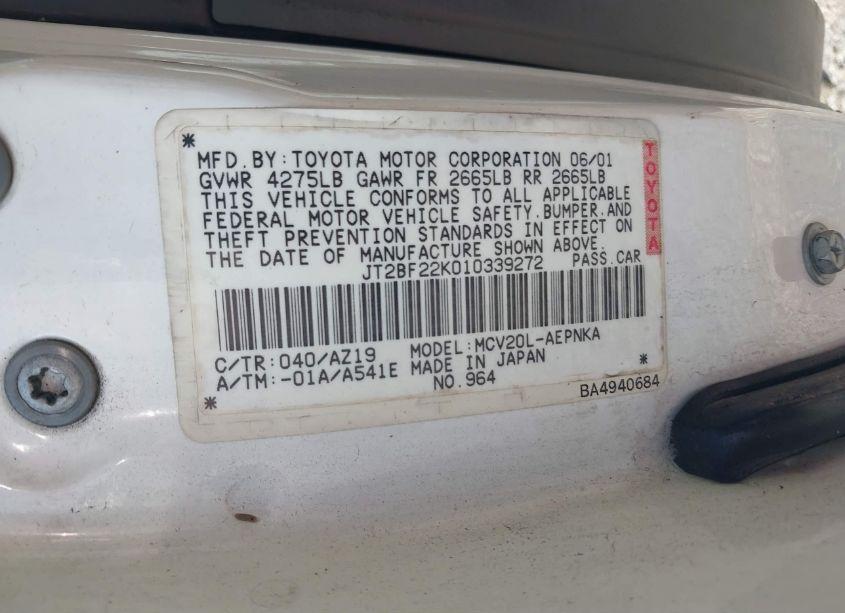 MFD.BY:TOYOTA MOTOR CORPORATION 06/01
GVWR 4275LB GAWR FR 2665LB RR 2665LB
THIS VEHICLE CONFORMS TO ALL APPLICABLE
FEDERAL MOTOR VEHICLE SAFETY,BUMPER,AND
THEFT PREVENTION STANDARDS IN EFFECT ON
THE DATE OF MANUFACTURE SHOWN ABOVE.
JT2BF22K010339272 PASS.CAR
TOYOTA
C/TR:040/AZ19 MODEL:MCV20L-AEPNKA
A/TM:-01A/A541E MADE IN JAPAN
NO.964
BA4940684